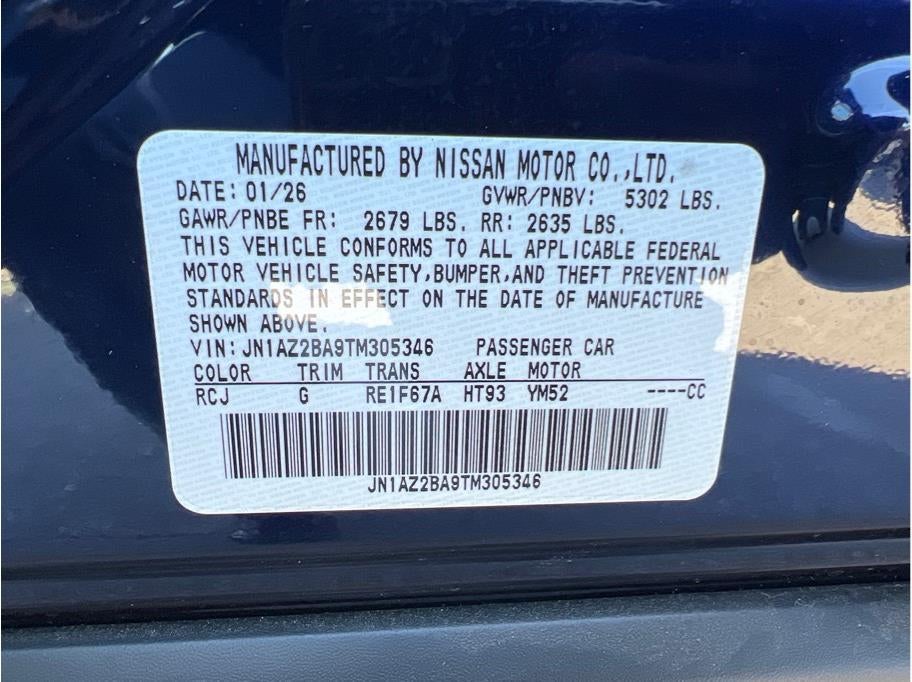 MANUFACTURED BY NISSAN MOTOR CO.,LTD.
DATE: 01/26 GVWR/PNBV: 5302 LBS.
GAWR/PNBE FR: 2679 LBS. RR: 2635 LBS.
THIS VEHICLE CONFORMS TO ALL APPLICABLE FEDERAL
MOTOR VEHICLE SAFETY,BUMPER,AND THEFT PREVENTION
STANDARDS IN EFFECT ON THE DATE OF MANUFACTURE
SHOWN ABOVE.
VIN: JN1AZ2BA9TM305346 PASSENGER CAR
COLOR TRIM TRANS AXLE MOTOR
RCJ G RE1F67A HT93 YM52 ----CC
JN1AZ2BA9TM305346